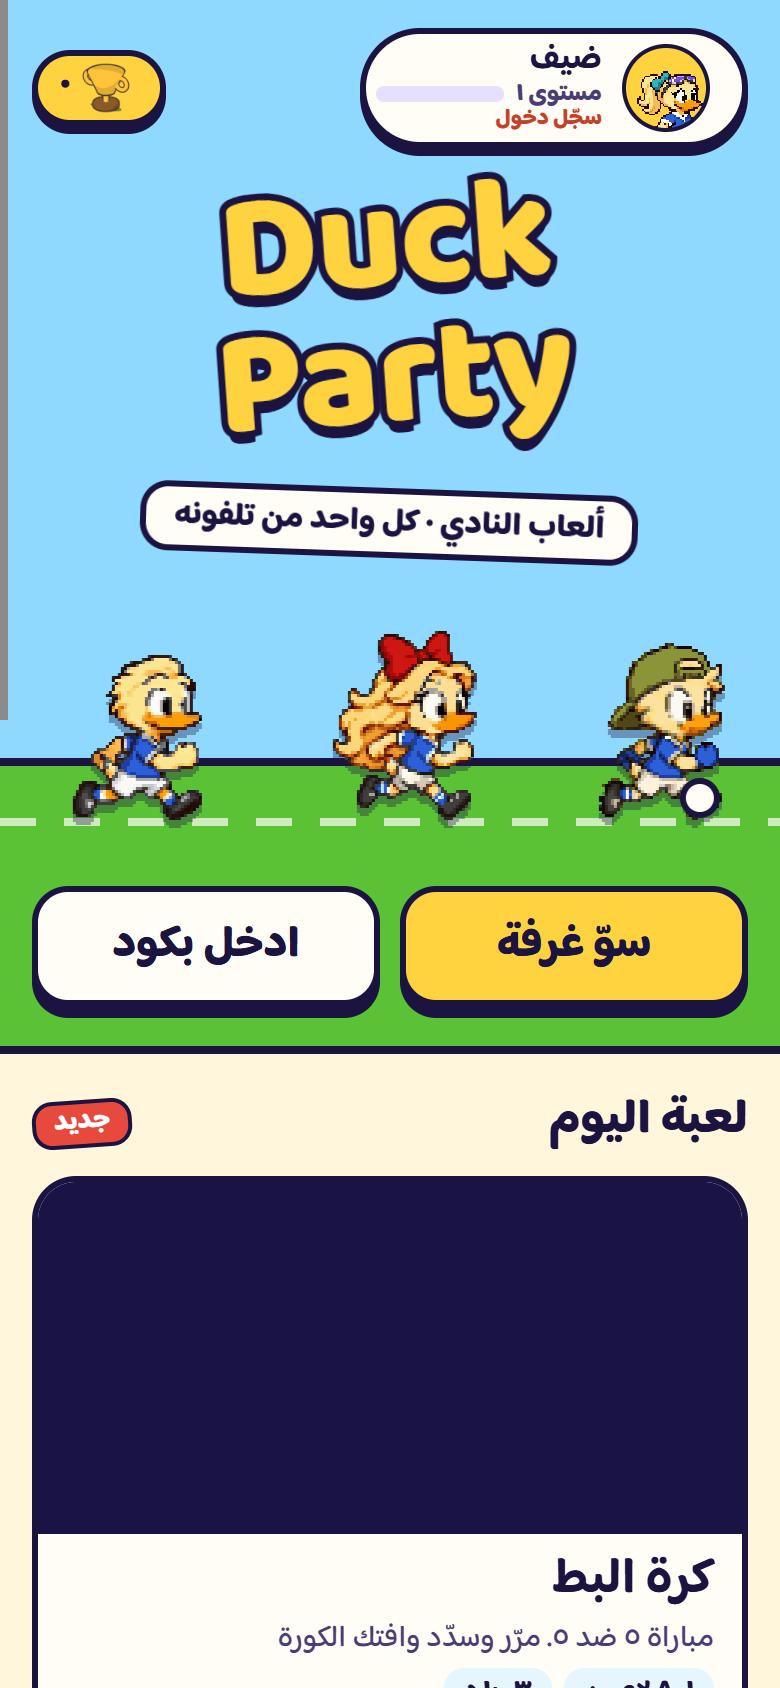 ضيف
مستوى ١
سجّل دخول
٠
Duck
Party
ألعاب النادي · كل واحد من تلفونه
سوّ غرفة
ادخل بكود
لعبة اليوم
جديد
كرة البط
مباراة ٥ ضد ٥. مرّر وسدّد وافتك الكورة